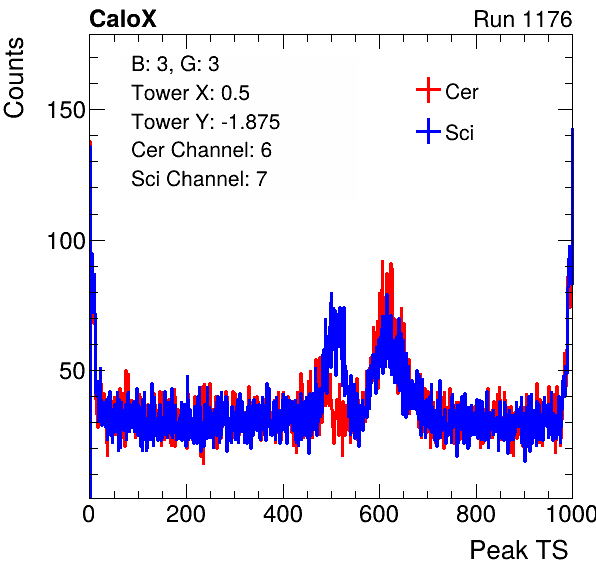 CaloX Run 1176
Counts
B: 3, G: 3
Tower X: 0.5
Tower Y: -1.875
Cer Channel: 6
Sci Channel: 7
Cer
Sci
150
100
50
0 200 400 600 800 1000
Peak TS